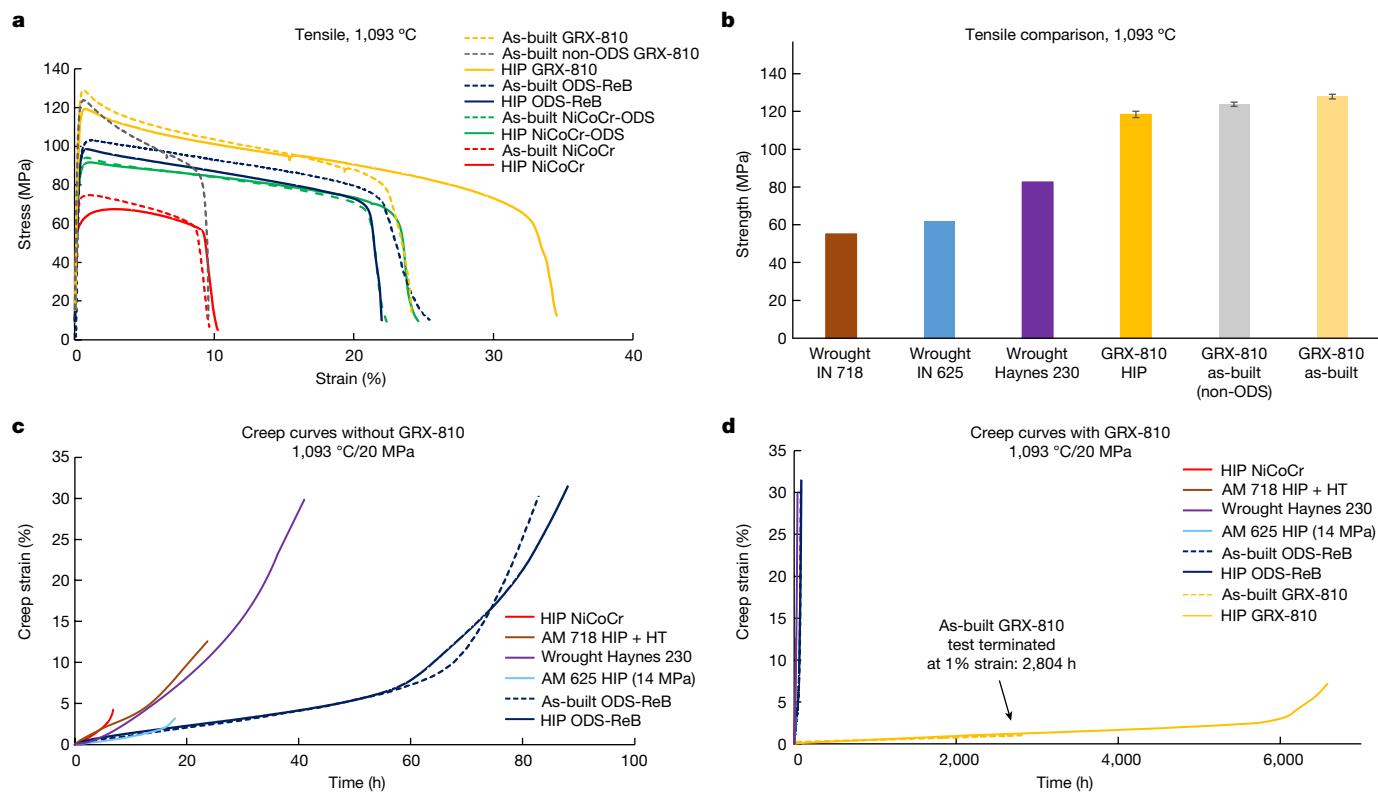 a
Tensile, 1,093 ºC
As-built GRX-810
As-built non-ODS GRX-810
HIP GRX-810
As-built ODS-ReB
HIP ODS-ReB
As-built NiCoCr-ODS
HIP NiCoCr-ODS
As-built NiCoCr
HIP NiCoCr
Stress (MPa)
140
120
100
80
60
40
20
0
0
10
20
30
40
Strain (%)
b
Tensile comparison, 1,093 ºC
Strength (MPa)
140
120
100
80
60
40
20
0
Wrought
IN 718
Wrought
IN 625
Wrought
Haynes 230
GRX-810
HIP
GRX-810
as-built
(non-ODS)
GRX-810
as-built
c
Creep curves without GRX-810
1,093 ºC/20 MPa
Creep strain (%)
35
30
25
20
15
10
5
0
HIP NiCoCr
AM 718 HIP + HT
Wrought Haynes 230
AM 625 HIP (14 MPa)
As-built ODS-ReB
HIP ODS-ReB
0
20
40
60
80
100
Time (h)
d
Creep curves with GRX-810
1,093 ºC/20 MPa
Creep strain (%)
35
30
25
20
15
10
5
0
HIP NiCoCr
AM 718 HIP + HT
Wrought Haynes 230
AM 625 HIP (14 MPa)
As-built ODS-ReB
HIP ODS-ReB
As-built GRX-810
HIP GRX-810
As-built GRX-810
test terminated
at 1% strain: 2,804 h
0
2,000
4,000
6,000
Time (h)